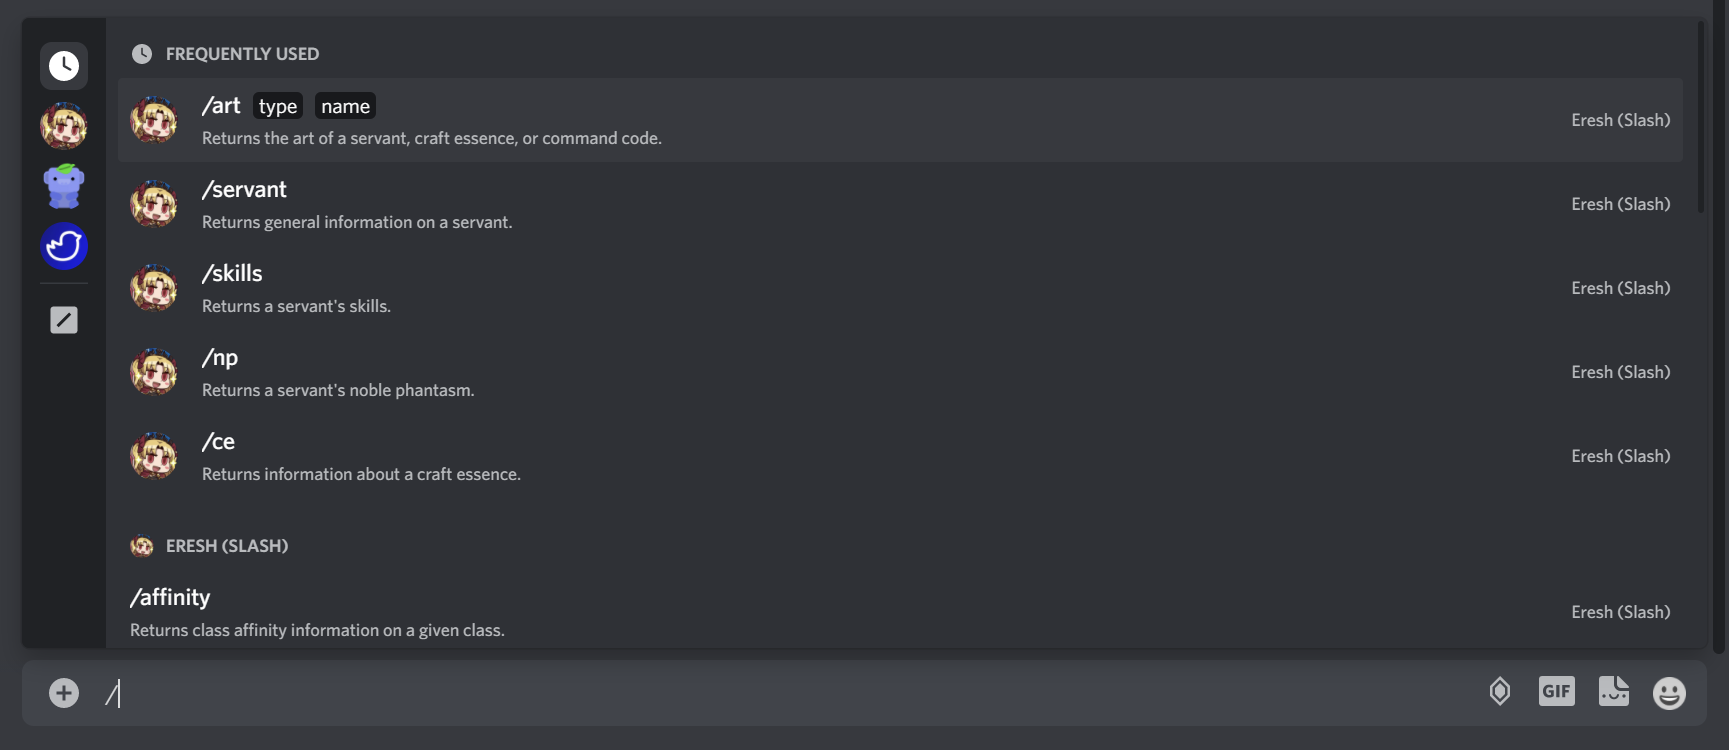 FREQUENTLY USED
/art type name
Returns the art of a servant, craft essence, or command code.
Eresh (Slash)
/servant
Returns general information on a servant.
Eresh (Slash)
/skills
Returns a servant's skills.
Eresh (Slash)
/np
Returns a servant's noble phantasm.
Eresh (Slash)
/ce
Returns information about a craft essence.
Eresh (Slash)
ERESH (SLASH)
/affinity
Returns class affinity information on a given class.
Eresh (Slash)
/
GIF